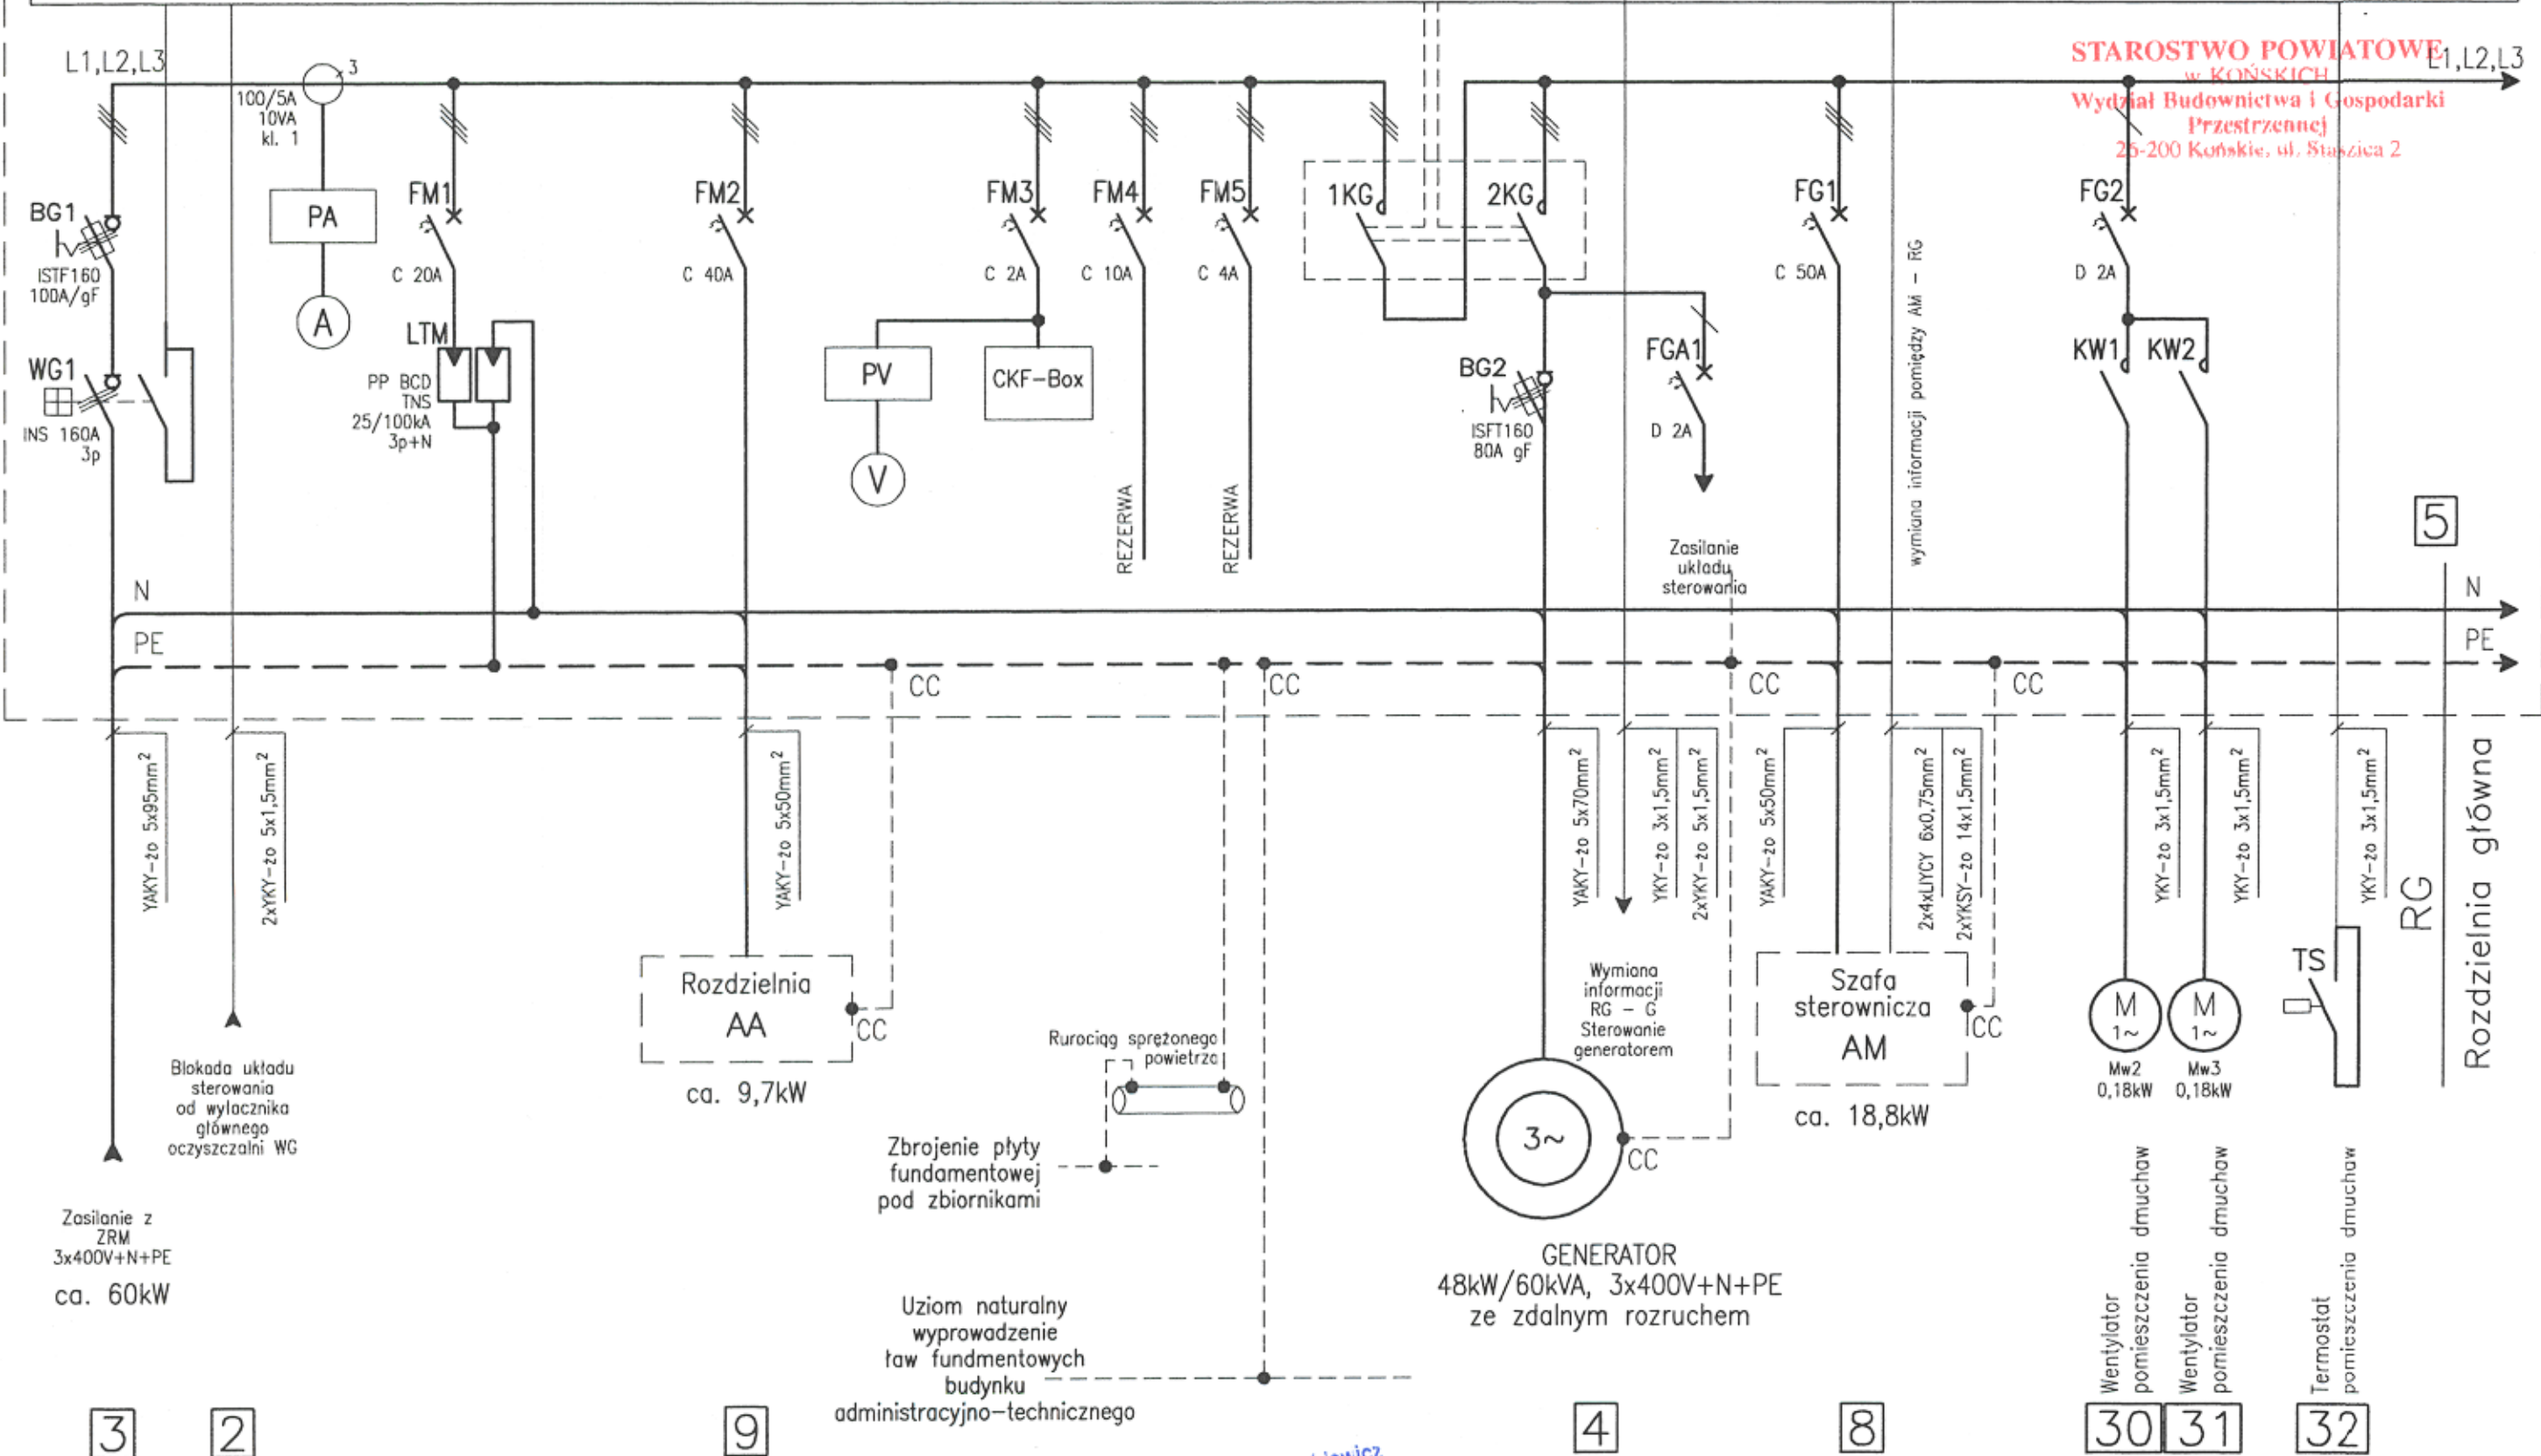 L1,L2,L3
3
100/5A
10VA
kl. 1
STAROSTWO POWIATOWE
w KOŃSKICH
Wydział Budownictwa i Gospodarki
Przestrzennej
26-200 Końskie, ul. Staszica 2
L1,L2,L3
BG1
ISTF160
100A/gF
PA
A
FM1
C 20A
FM2
C 40A
FM3
C 2A
FM4
C 10A
FM5
C 4A
1KG
2KG
FG1
C 50A
wymiana informacji pomiędzy AM – RG
FG2
D 2A
WG1
INS 160A
3p
LTM
PP BCD
TNS
25/100kA
3p+N
PV
V
CKF–Box
REZERWA
REZERWA
BG2
ISFT160
80A gF
FGA1
D 2A
Zasilanie
układu
sterowania
KW1
KW2
5
N
N
PE
PE
CC
CC
CC
CC
YAKY–żo 5x95mm²
2xYKY–żo 5x1,5mm²
YAKY–żo 5x50mm²
YAKY–żo 5x70mm²
YKY–żo 3x1,5mm²
2xYKY–żo 5x1,5mm²
YAKY–żo 5x50mm²
2x4xLIYCY 6x0,75mm²
2xYKSY–żo 14x1,5mm²
YKY–żo 3x1,5mm²
YKY–żo 3x1,5mm²
YKY–żo 3x1,5mm²
RG
Rozdzielnia główna
Blokada układu
sterowania
od wylacznika
głównego
oczyszczalni WG
Rozdzielnia
AA
CC
ca. 9,7kW
Rurociąg sprężonego
powietrza
Wymiana
informacji
RG – G
Sterowanie
generatorem
Szafa
sterownicza
AM
CC
ca. 18,8kW
M
1~
Mw2
0,18kW
M
1~
Mw3
0,18kW
TS
Zbrojenie płyty
fundamentowej
pod zbiornikami
3~
CC
Zasilanie z
ZRM
3x400V+N+PE
ca. 60kW
GENERATOR
48kW/60kVA, 3x400V+N+PE
ze zdalnym rozruchem
Uziom naturalny
wyprowadzenie
ław fundmentowych
budynku
administracyjno–technicznego
Wentylator
pomieszczenia dmuchaw
Wentylator
pomieszczenia dmuchaw
Termostat
pomieszczenia dmuchaw
3
2
9
4
8
30
31
32